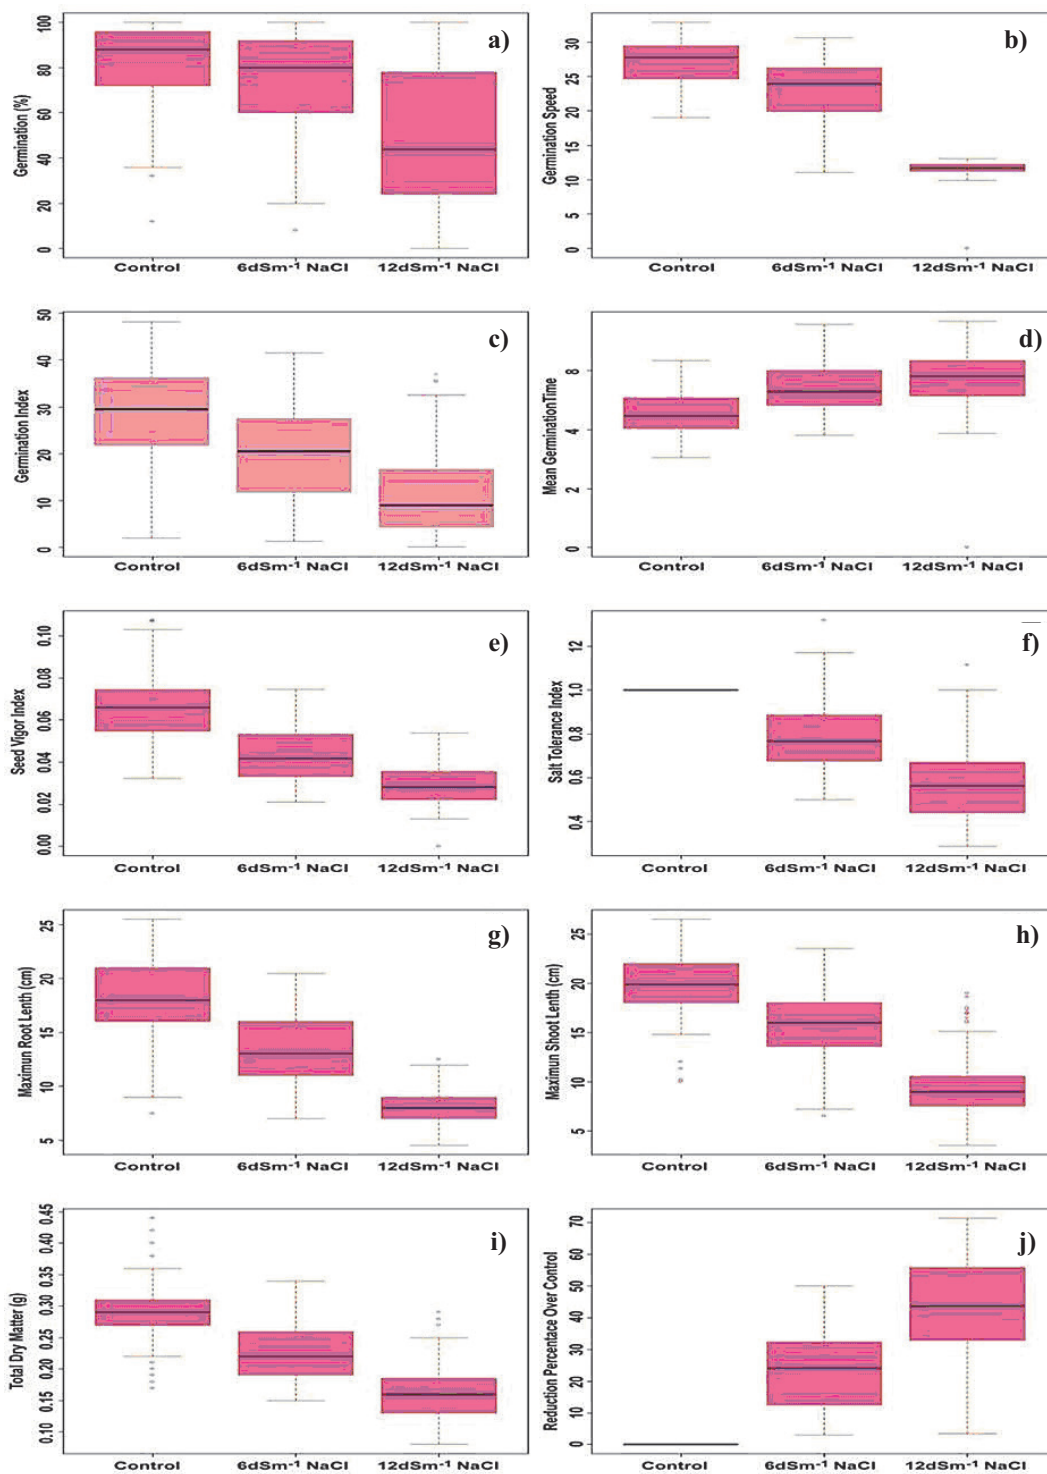 a)
Germination (%)
100
80
60
40
20
0
Control 6dSm-1 NaCl 12dSm-1 NaCl
b)
Germination Speed
30
25
20
15
10
5
0
Control 6dSm-1 NaCl 12dSm-1 NaCl
c)
Germination Index
50
40
30
20
10
0
Control 6dSm-1 NaCl 12dSm-1 NaCl
d)
Mean GerminationTime
8
4
2
0
Control 6dSm-1 NaCl 12dSm-1 NaCl
e)
Seed Vigor Index
0.10
0.08
0.06
0.04
0.02
0.00
Control 6dSm-1 NaCl 12dSm-1 NaCl
f)
Salt Tolerance Index
12
1.0
0.8
0.6
0.4
Control 6dSm-1 NaCl 12dSm-1 NaCl
g)
Maximun Root Lenth (cm)
25
20
15
10
5
Control 6dSm-1 NaCl 12dSm-1 NaCl
h)
Maximun Shoot Lenth (cm)
25
20
15
10
5
Control 6dSm-1 NaCl 12dSm-1 NaCl
i)
Total Dry Matter (g)
0.45
0.35
0.30
0.25
0.20
0.15
0.10
Control 6dSm-1 NaCl 12dSm-1 NaCl
j)
Reduction Percentace Over Control
70
60
50
40
30
20
10
0
Control 6dSm-1 NaCl 12dSm-1 NaCl